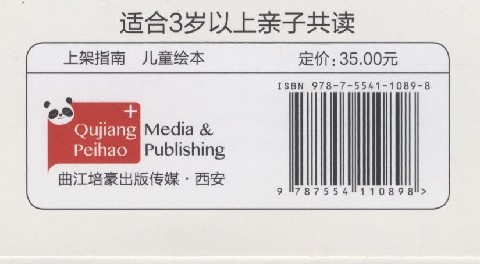 适合3岁以上亲子共读
上架指南 儿童绘本 定价：35.00元
ISBN 978-7-5541-1089-8
Qujiang Media &
Peihao Publishing
曲江培豪出版传媒·西安
9 787554 110898 >